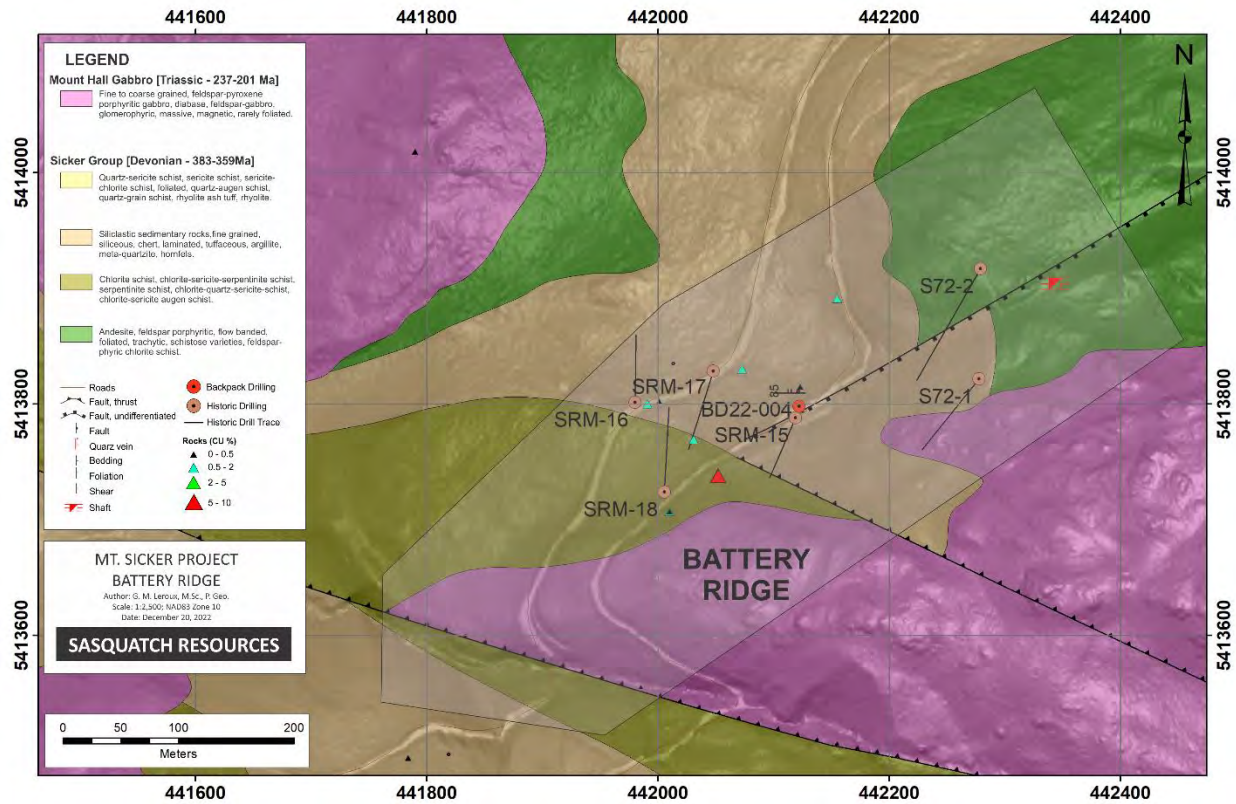 441600 441800 442000 442200 442400
LEGEND
Mount Hall Gabbro [Triassic - 237-201 Ma]
Fine to coarse grained, feldspar-pyroxene
porphyritic gabbro, diabase, feldspar-gabbro,
glomerophyric, massive, magnetic, rarely foliated.
Sicker Group [Devonian - 383-359Ma]
Quartz-sericite schist, sericite schist, sericite-
chlorite schist, foliated, quartz-augen schist,
quartz-grain schist, rhyolite ash tuff, rhyolite.
Siliclastic sedimentary rocks,fine grained,
siliceous, chert, laminated, tuffaceous, argillite,
meta-quartzite, hornfels.
Chlorite schist, chlorite-sericite-serpentinite schist,
serpentinite schist, chlorite-quartz-sericite-schist,
chlorite-sericite augen schist.
Andesite, feldspar porphyritic, flow banded,
foliated, trachytic, schistose varieties, feldspar-
phyric chlorite schist.
Roads
Fault, thrust
Fault, undifferentiated
Fault
Quarz vein
Bedding
Foliation
Shear
Shaft
Backpack Drilling
Historic Drilling
Historic Drill Trace
Rocks (CU %)
0 - 0.5
0.5 - 2
2 - 5
5 - 10
MT. SICKER PROJECT
BATTERY RIDGE
Author: G. M. Leroux, M.Sc., P. Geo.
Scale: 1:2,500; NAD83 Zone 10
Date: December 20, 2022
SASQUATCH RESOURCES
0 50 100 200
Meters
N
5414000 5414000
S72-2
S72-1
85
SRM-17
BD22-004
5413800 5413800
SRM-16
SRM-15
SRM-18
BATTERY
RIDGE
5413600 5413600
441600 441800 442000 442200 442400